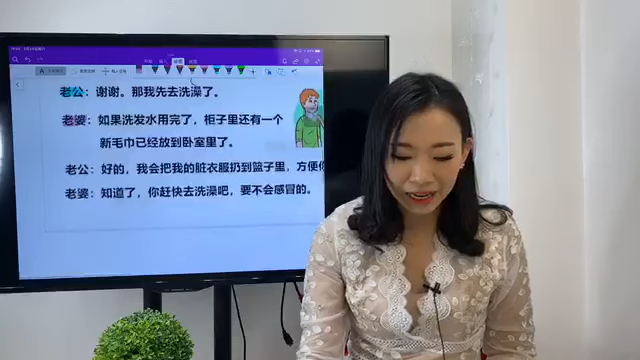 老公：谢谢。那我先去洗澡了。
老婆：如果洗发水用完了，柜子里还有一个
新毛巾已经放到卧室里了。
老公：好的，我会把我的脏衣服扔到篮子里，方便你
老婆：知道了，你赶快去洗澡吧，要不会感冒的。